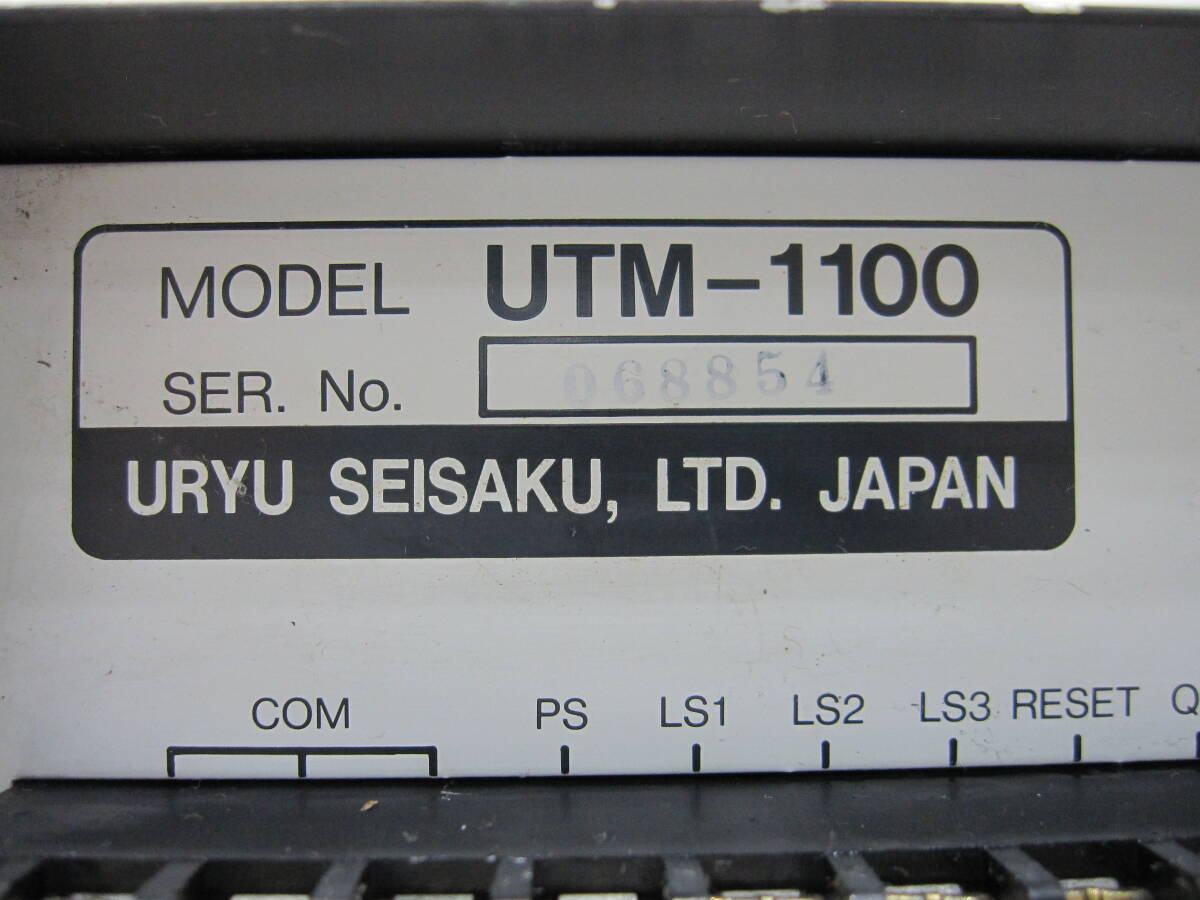 MODEL UTM-1100
SER. No. 068854
URYU SEISAKU, LTD. JAPAN
COM PS LS1 LS2 LS3 RESET